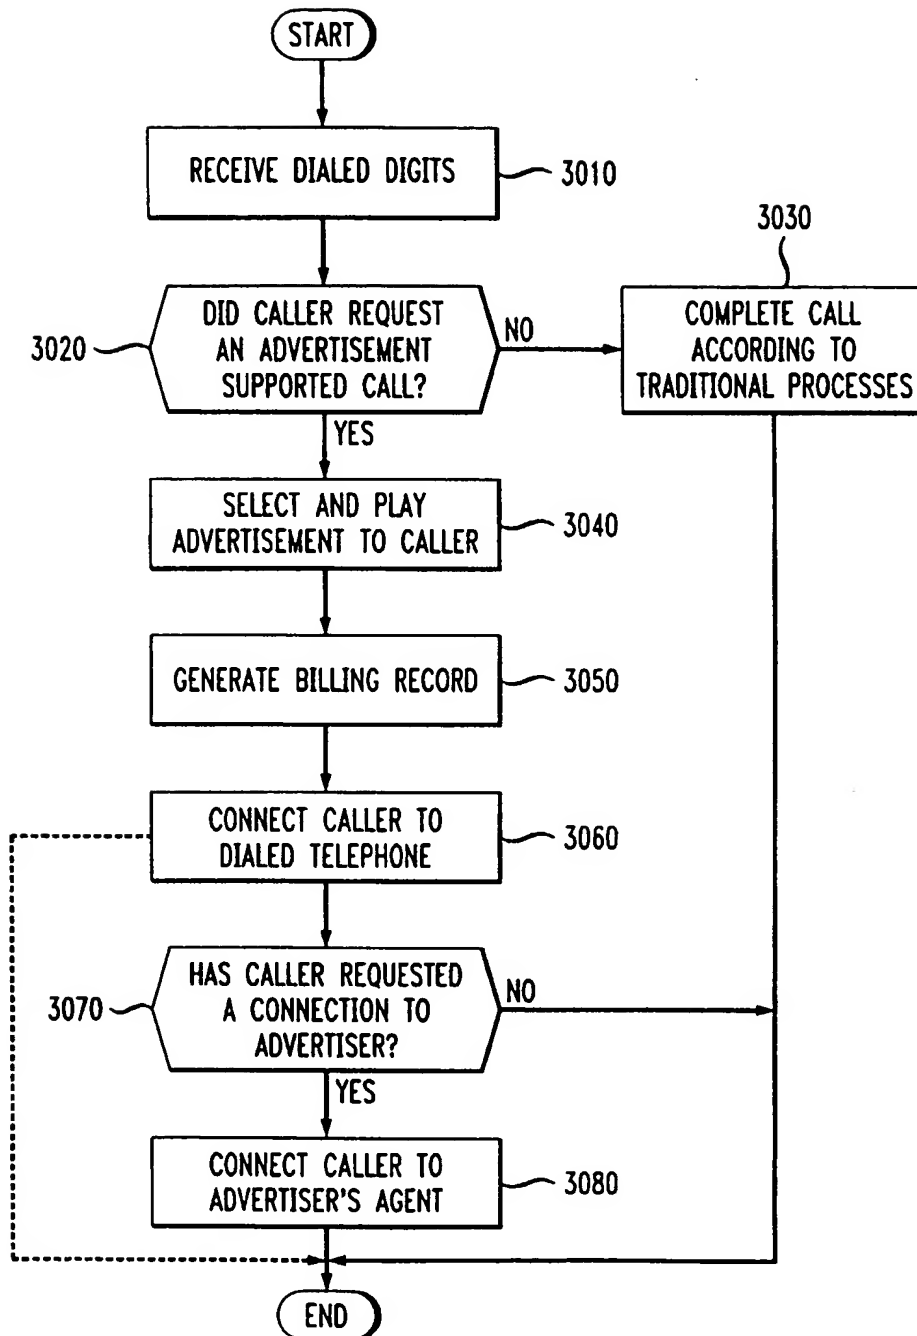 START
RECEIVE DIALED DIGITS
3010
3030
DID CALLER REQUEST
AN ADVERTISEMENT
SUPPORTED CALL?
3020
NO
COMPLETE CALL
ACCORDING TO
TRADITIONAL PROCESSES
YES
SELECT AND PLAY
ADVERTISEMENT TO CALLER
3040
GENERATE BILLING RECORD
3050
CONNECT CALLER TO
DIALED TELEPHONE
3060
HAS CALLER REQUESTED
A CONNECTION TO
ADVERTISER?
3070
NO
YES
CONNECT CALLER TO
ADVERTISER'S AGENT
3080
END